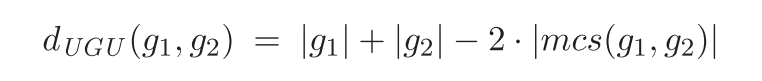 d_{UGU}(g_1, g_2) = |g_1| + |g_2| − 2 · |mcs(g_1, g_2)|